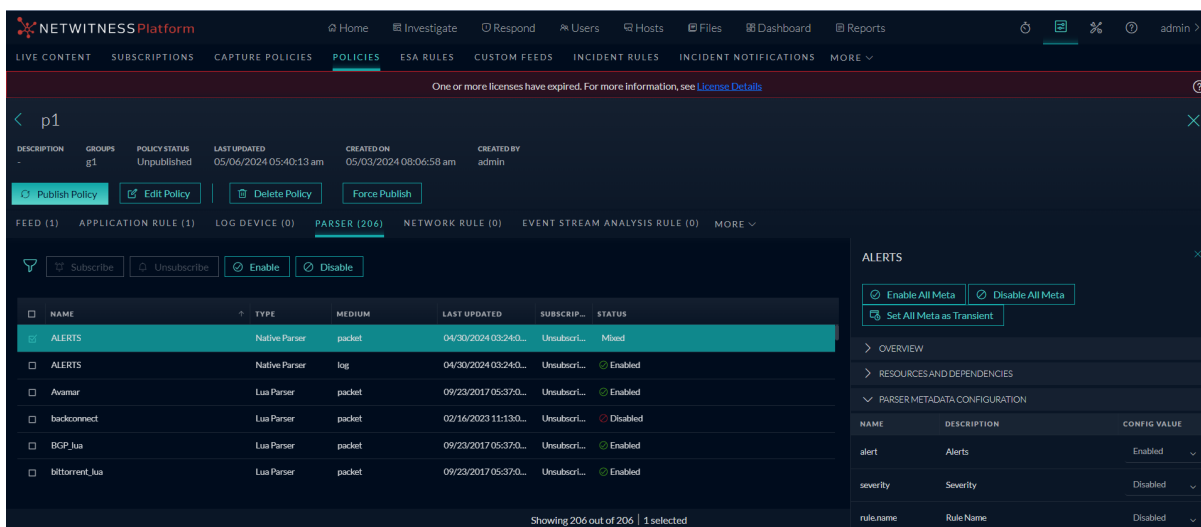 NETWITNESS Platform
Home Investigate Respond Users Hosts Files Dashboard Reports admin
LIVE CONTENT SUBSCRIPTIONS CAPTURE POLICIES POLICIES ESA RULES CUSTOM FEEDS INCIDENT RULES INCIDENT NOTIFICATIONS MORE
One or more licenses have expired. For more information, see License Details
p1
DESCRIPTION GROUPS POLICY STATUS LAST UPDATED CREATED ON CREATED BY
- g1 Unpublished 05/06/2024 05:40:13 am 05/03/2024 08:06:58 am admin
Publish Policy Edit Policy Delete Policy Force Publish
FEED (1) APPLICATION RULE (1) LOG DEVICE (0) PARSER (206) NETWORK RULE (0) EVENT STREAM ANALYSIS RULE (0) MORE
Subscribe Unsubscribe Enable Disable
NAME TYPE MEDIUM LAST UPDATED SUBSCRIP... STATUS
ALERTS Native Parser packet 04/30/2024 03:24:0... Unsubscri... Mixed
ALERTS Native Parser log 04/30/2024 03:24:0... Unsubscri... Enabled
Avamar Lua Parser packet 09/23/2017 05:37:0... Unsubscri... Enabled
backconnect Lua Parser packet 02/16/2023 11:13:0... Unsubscri... Disabled
BGP_lua Lua Parser packet 09/23/2017 05:37:0... Unsubscri... Enabled
bittorrent_lua Lua Parser packet 09/23/2017 05:37:0... Unsubscri... Enabled
Showing 206 out of 206 | 1 selected
ALERTS
Enable All Meta Disable All Meta
Set All Meta as Transient
OVERVIEW
RESOURCES AND DEPENDENCIES
PARSER METADATA CONFIGURATION
NAME DESCRIPTION CONFIG VALUE
alert Alerts Enabled
severity Severity Disabled
rule.name Rule Name Disabled